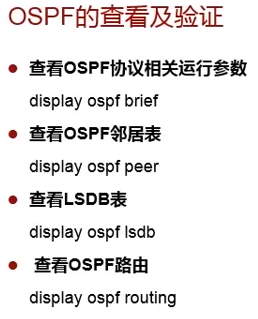 OSPF的查看及验证
查看OSPF协议相关运行参数
display ospf brief
查看OSPF邻居表
display ospf peer
查看LSDB表
display ospf lsdb
查看OSPF路由
display ospf routing